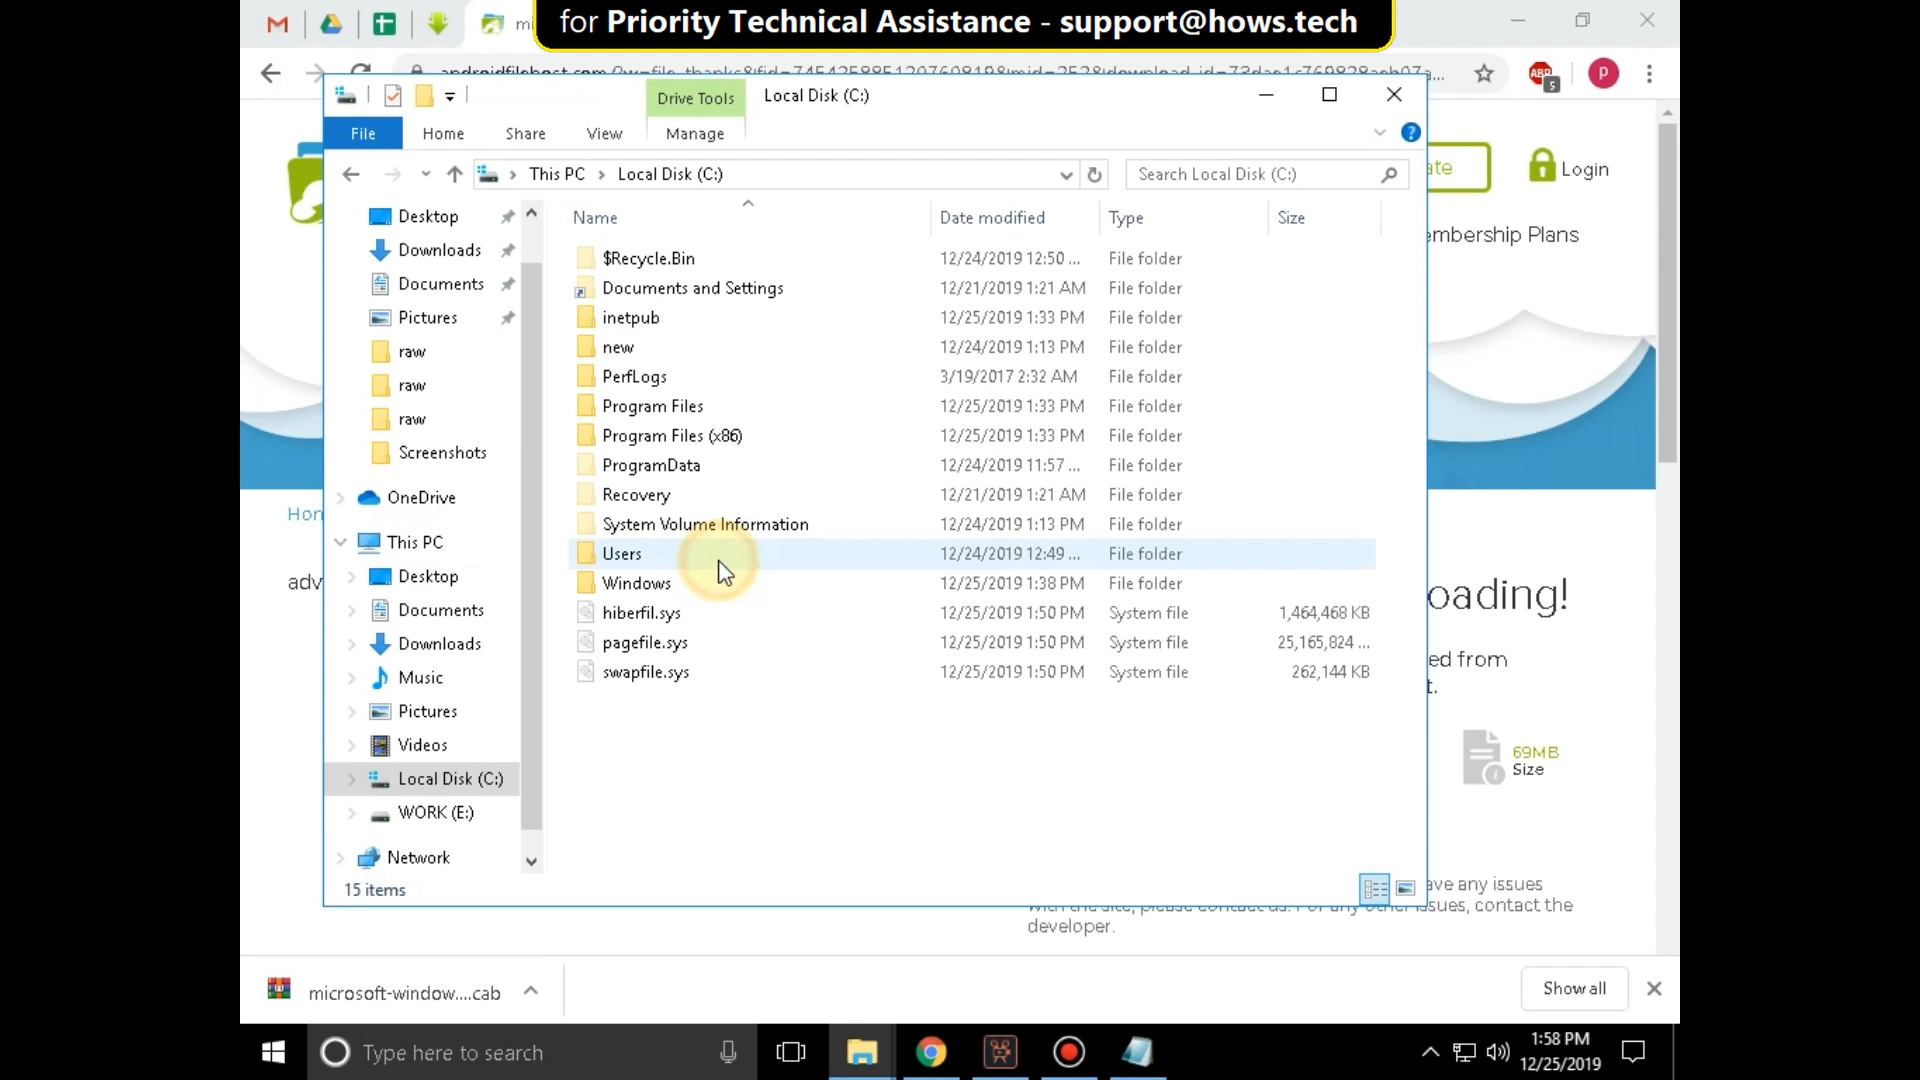 for Priority Technical Assistance - support@hows.tech
Drive Tools
Local Disk (C:)
File
Home
Share
View
Manage
This PC
Local Disk (C:)
Search Local Disk (C:)
Login
Membership Plans
Name
Date modified
Type
Size
Desktop
Downloads
Documents
Pictures
raw
raw
raw
Screenshots
OneDrive
This PC
Desktop
Documents
Downloads
Music
Pictures
Videos
Local Disk (C:)
WORK (E:)
Network
$Recycle.Bin 12/24/2019 12:50 ... File folder
Documents and Settings 12/21/2019 1:21 AM File folder
inetpub 12/25/2019 1:33 PM File folder
new 12/24/2019 1:13 PM File folder
PerfLogs 3/19/2017 2:32 AM File folder
Program Files 12/25/2019 1:33 PM File folder
Program Files (x86) 12/25/2019 1:33 PM File folder
ProgramData 12/24/2019 11:57 ... File folder
Recovery 12/21/2019 1:21 AM File folder
System Volume Information 12/24/2019 1:13 PM File folder
Users 12/24/2019 12:49 ... File folder
Windows 12/25/2019 1:38 PM File folder
hiberfil.sys 12/25/2019 1:50 PM System file 1,464,468 KB
pagefile.sys 12/25/2019 1:50 PM System file 25,165,824 ...
swapfile.sys 12/25/2019 1:50 PM System file 262,144 KB
15 items
Hon
adv
oading!
ed from
t.
69MB
Size
ave any issues
contact the
developer.
microsoft-window....cab
Show all
ABP
5
P
Type here to search
1:58 PM
12/25/2019